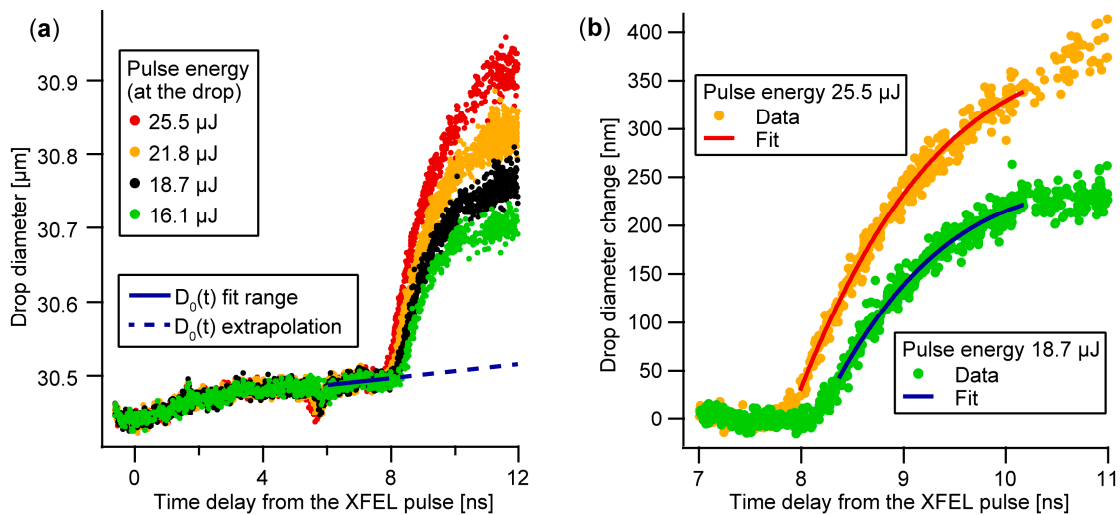 (a)
Pulse energy
(at the drop)
25.5 µJ
21.8 µJ
18.7 µJ
16.1 µJ
D₀(t) fit range
D₀(t) extrapolation
Drop diameter [µm]
30.9
30.8
30.7
30.6
30.5
0
4
8
12
Time delay from the XFEL pulse [ns]
(b)
Pulse energy 25.5 µJ
Data
Fit
Pulse energy 18.7 µJ
Data
Fit
Drop diameter change [nm]
400
350
300
250
200
150
100
50
0
7
8
9
10
11
Time delay from the XFEL pulse [ns]